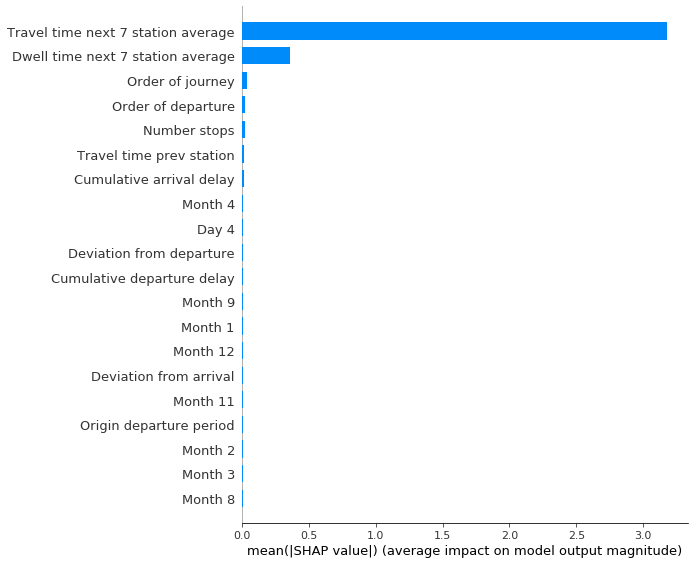 Travel time next 7 station average
Dwell time next 7 station average
Order of journey
Order of departure
Number stops
Travel time prev station
Cumulative arrival delay
Month 4
Day 4
Deviation from departure
Cumulative departure delay
Month 9
Month 1
Month 12
Deviation from arrival
Month 11
Origin departure period
Month 2
Month 3
Month 8
0.0 0.5 1.0 1.5 2.0 2.5 3.0
mean(|SHAP value|) (average impact on model output magnitude)